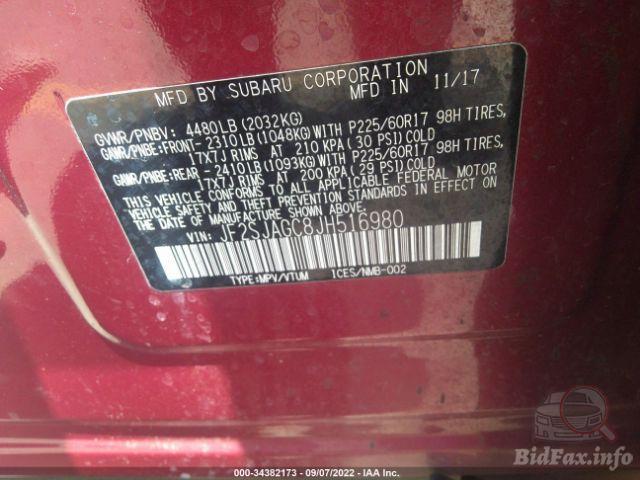 MFD BY SUBARU CORPORATION
MFD IN 11/17
GVWR/PNBV: 4480LB(2032KG)
GAWR/PNBE:FRONT- 2310LB(1048KG)WITH P225/60R17 98H TIRES,
17X7J RIMS AT 210 KPA(30 PSI)COLD
GAWR/PNBE:REAR - 2410LB(1093KG)WITH P225/60R17 98H TIRES,
17X7J RIMS AT 200 KPA(29 PSI)COLD
THIS VEHICLE CONFORMS TO ALL APPLICABLE FEDERAL MOTOR
VEHICLE SAFETY AND THEFT PREVENTION STANDARDS IN EFFECT ON
THE DATE OF MANUFACTURE SHOWN ABOVE.
VIN: JF2SJAGC8JH516980
TYPE:MPV/VTUM ICES/NMB-002
BidFax.info
000-34382173 - 09/07/2022 - IAA Inc.